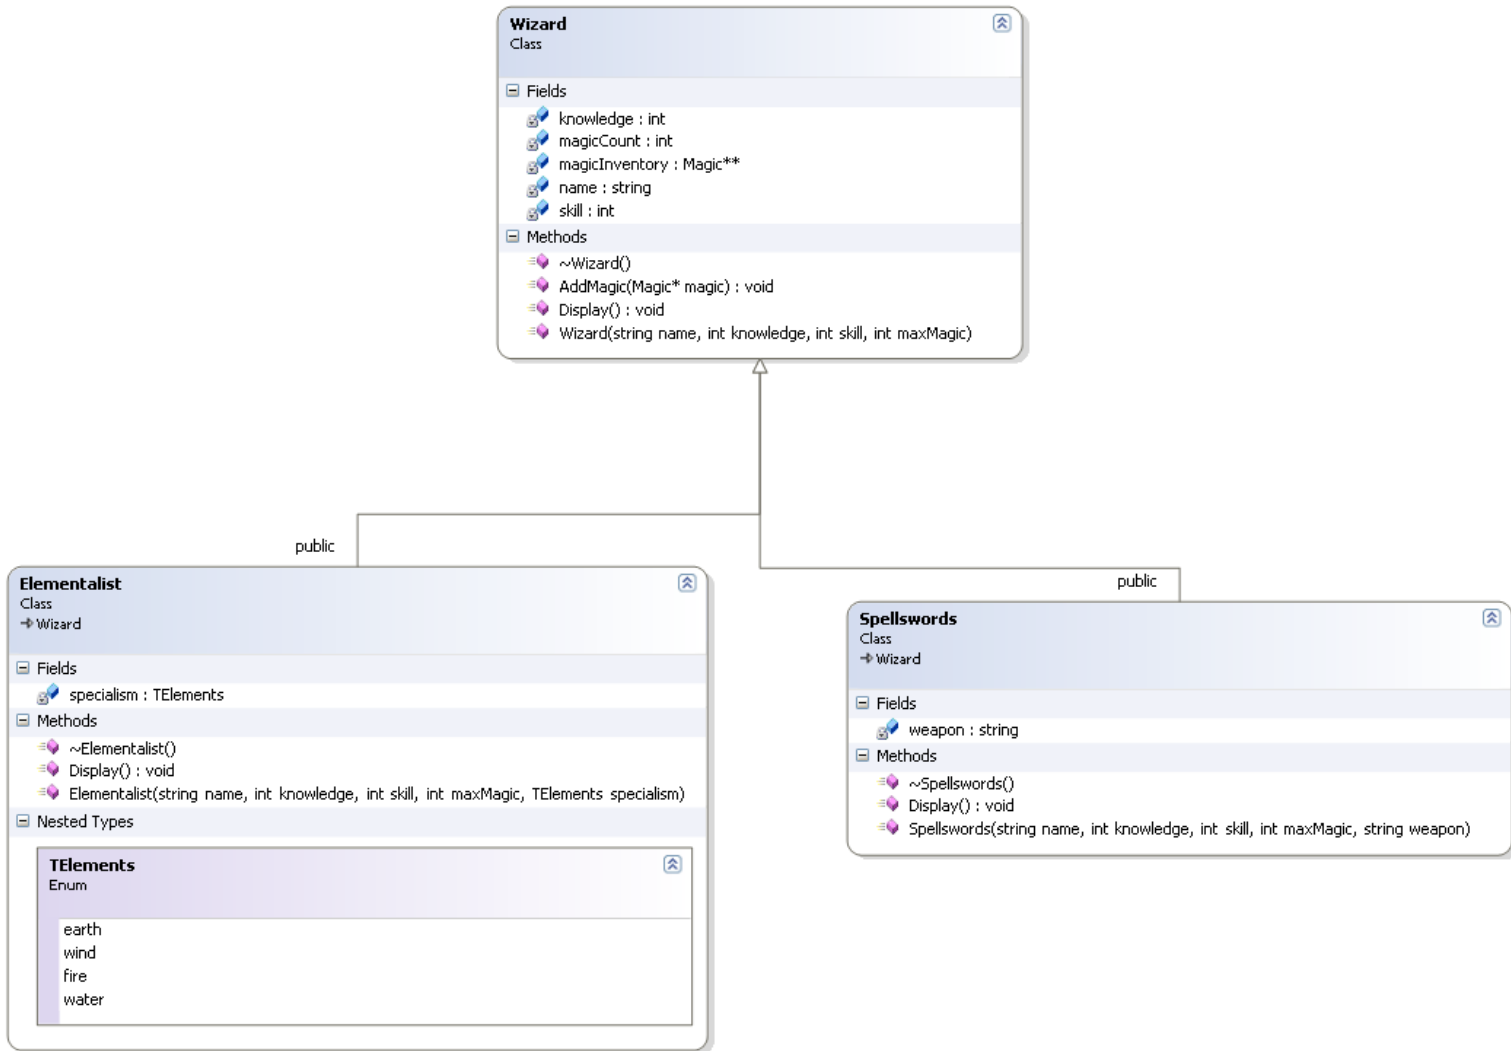 Wizard
Class
Fields
knowledge : int
magicCount : int
magicInventory : Magic**
name : string
skill : int
Methods
~Wizard()
AddMagic(Magic* magic) : void
Display() : void
Wizard(string name, int knowledge, int skill, int maxMagic)
public
Elementalist
Class
Wizard
Fields
specialism : TElements
Methods
~Elementalist()
Display() : void
Elementalist(string name, int knowledge, int skill, int maxMagic, TElements specialism)
Nested Types
TElements
Enum
earth
wind
fire
water
public
Spellswords
Class
Wizard
Fields
weapon : string
Methods
~Spellswords()
Display() : void
Spellswords(string name, int knowledge, int skill, int maxMagic, string weapon)